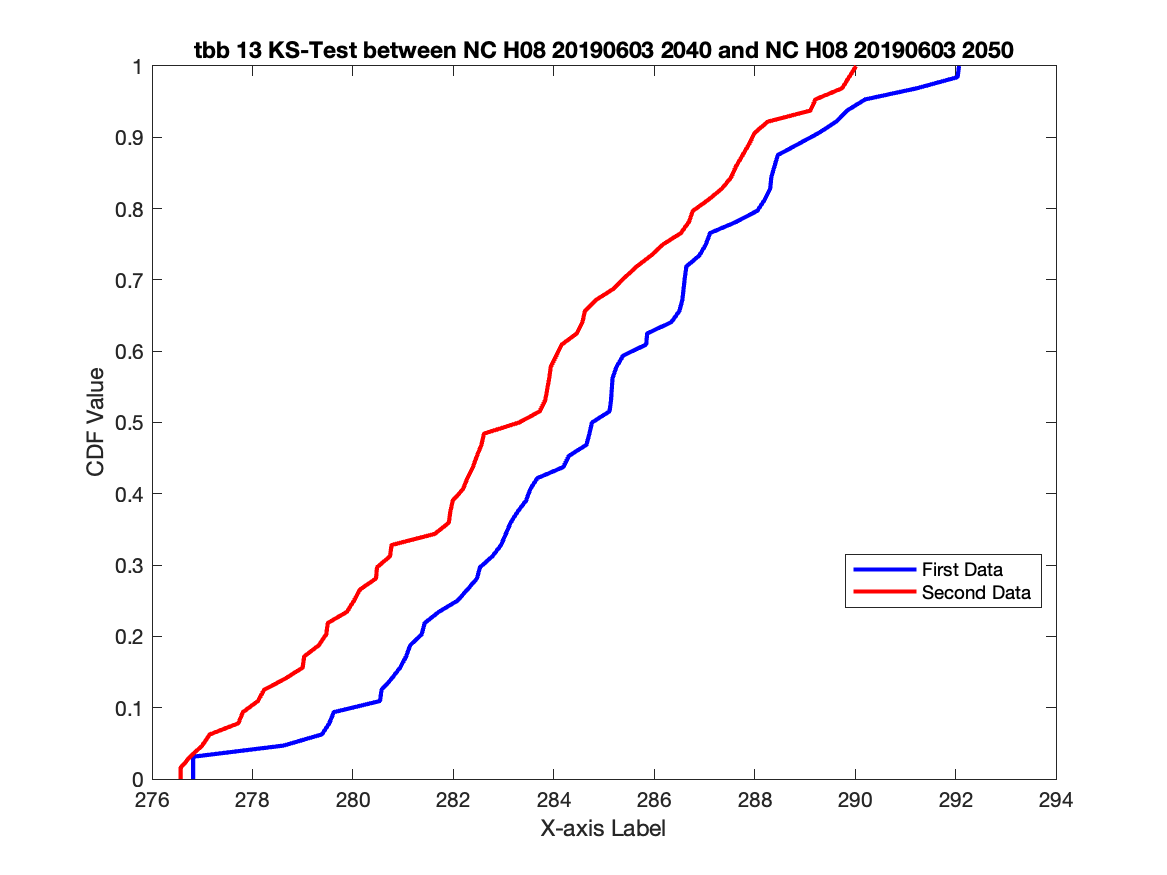 tbb 13 KS-Test between NC H08 20190603 2040 and NC H08 20190603 2050
1
0.9
0.8
0.7
0.6
0.5
0.4
0.3
0.2
0.1
0
CDF Value
First Data
Second Data
276 278 280 282 284 286 288 290 292 294
X-axis Label